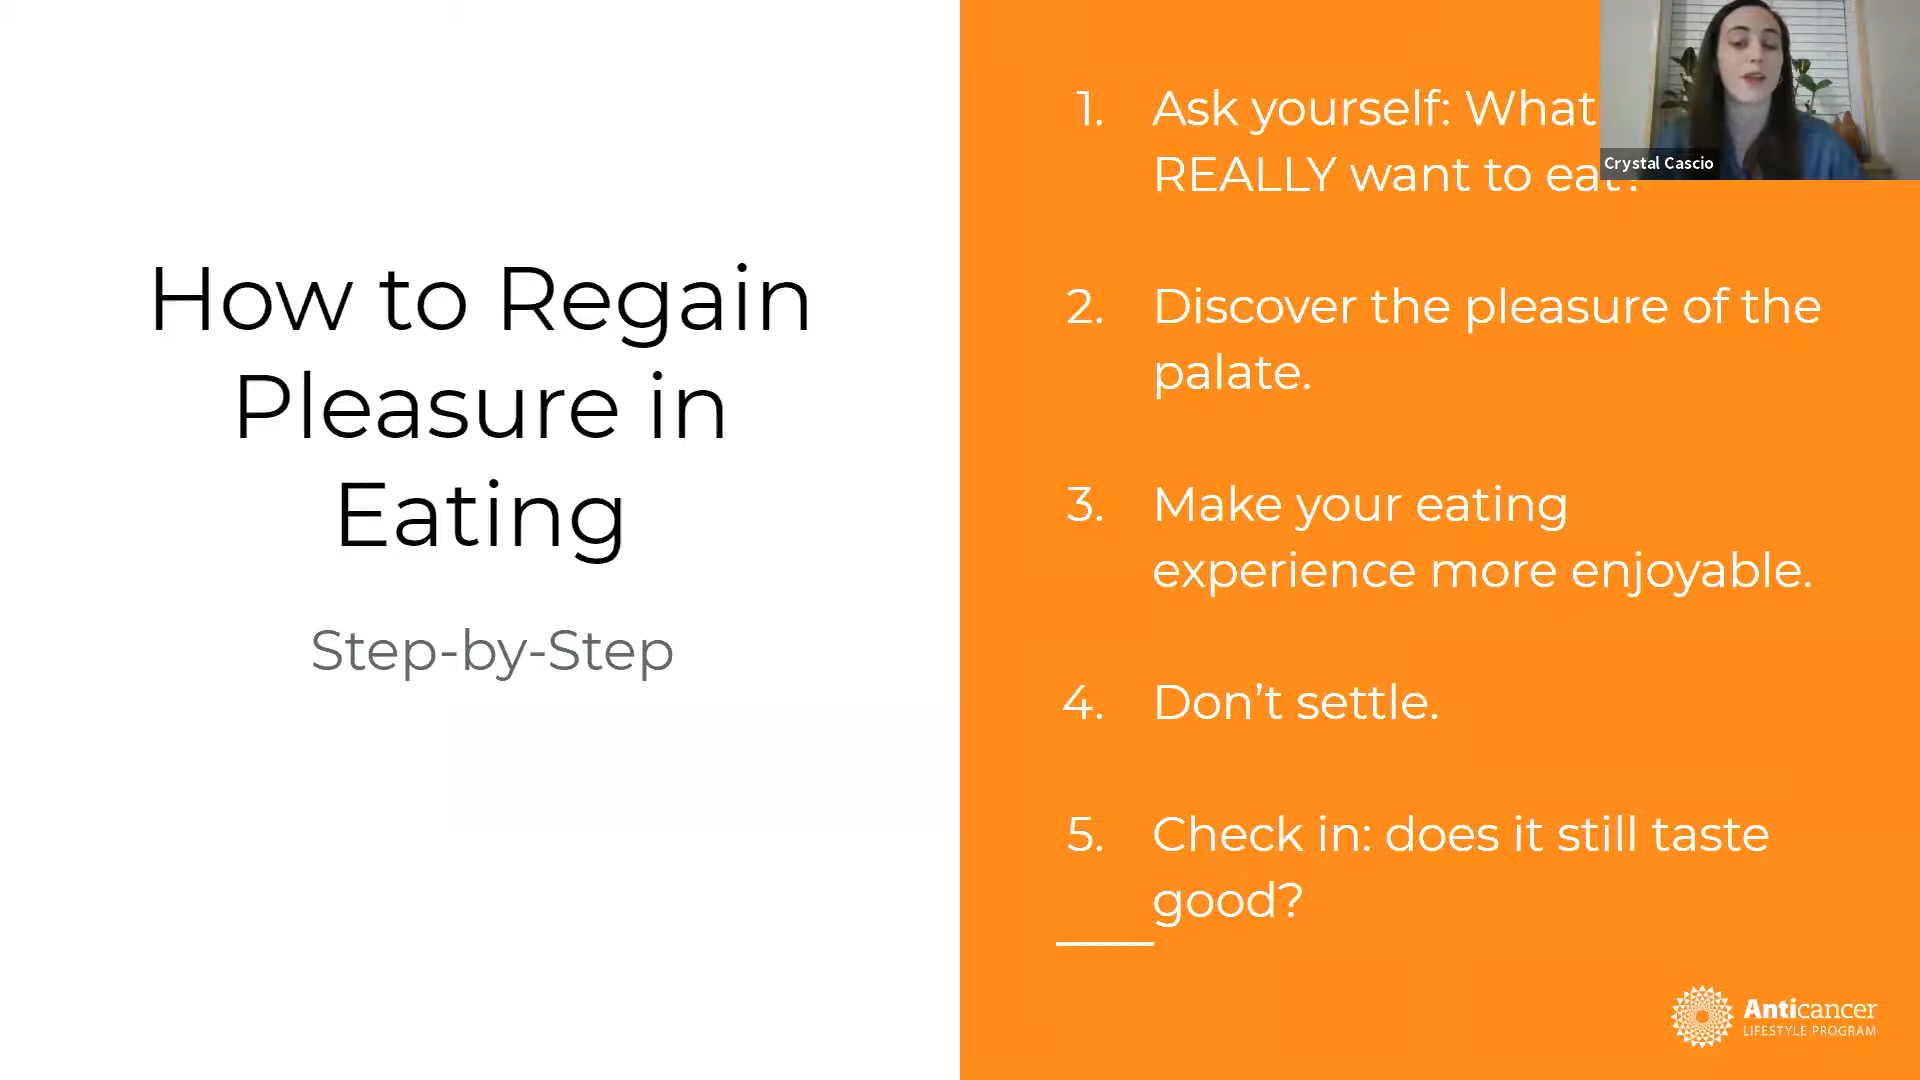 How to Regain
Pleasure in
Eating
Step-by-Step
1. Ask yourself: What
REALLY want to eat?
2. Discover the pleasure of the
palate.
3. Make your eating
experience more enjoyable.
4. Don’t settle.
5. Check in: does it still taste
good?
Crystal Cascio
Anticancer
LIFESTYLE PROGRAM